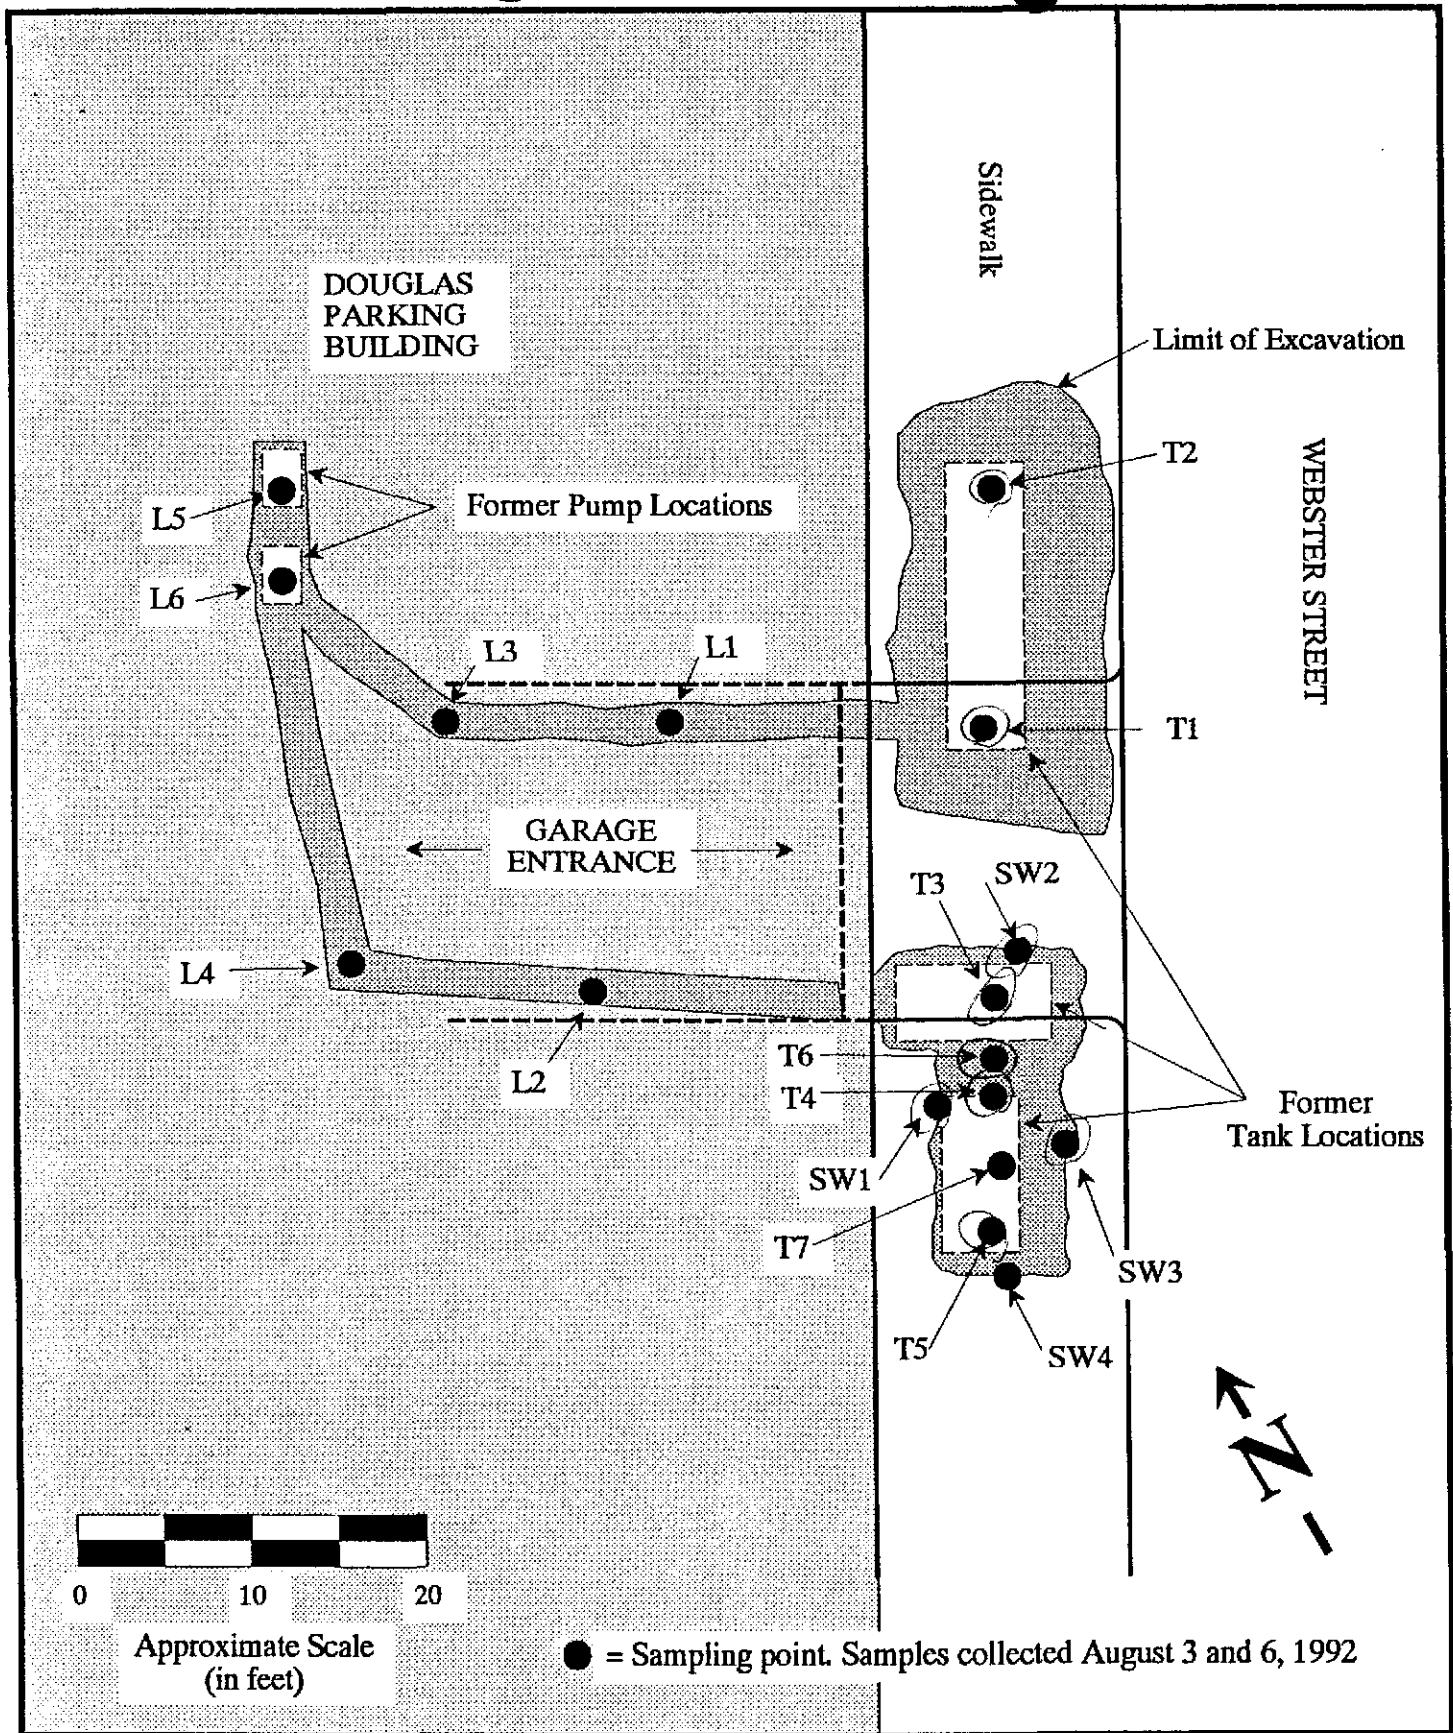 Sidewalk
DOUGLAS
PARKING
BUILDING
Limit of Excavation
T2
WEBSTER STREET
L5
Former Pump Locations
L6
L3
L1
T1
GARAGE
ENTRANCE
T3
SW2
L4
T6
L2
T4
Former
Tank Locations
SW1
T7
SW3
T5
SW4
N
0
10
20
Approximate Scale
(in feet)
= Sampling point. Samples collected August 3 and 6, 1992